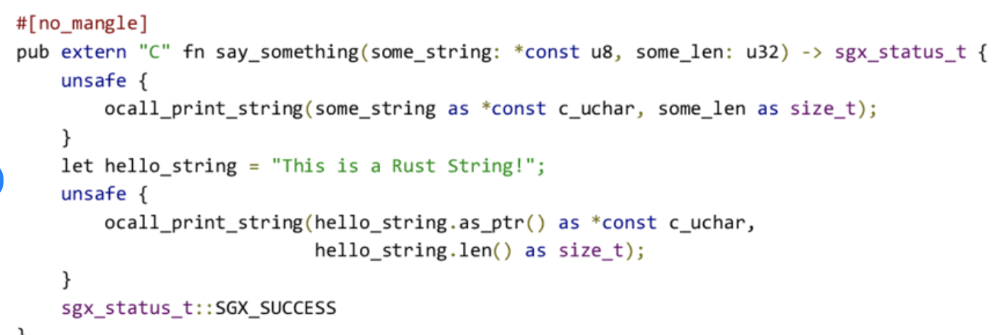 #[no_mangle]
pub extern "C" fn say_something(some_string: *const u8, some_len: u32) -> sgx_status_t {
    unsafe {
        ocall_print_string(some_string as *const c_uchar, some_len as size_t);
    }
    let hello_string = "This is a Rust String!";
    unsafe {
        ocall_print_string(hello_string.as_ptr() as *const c_uchar,
                           hello_string.len() as size_t);
    }
    sgx_status_t::SGX_SUCCESS
}